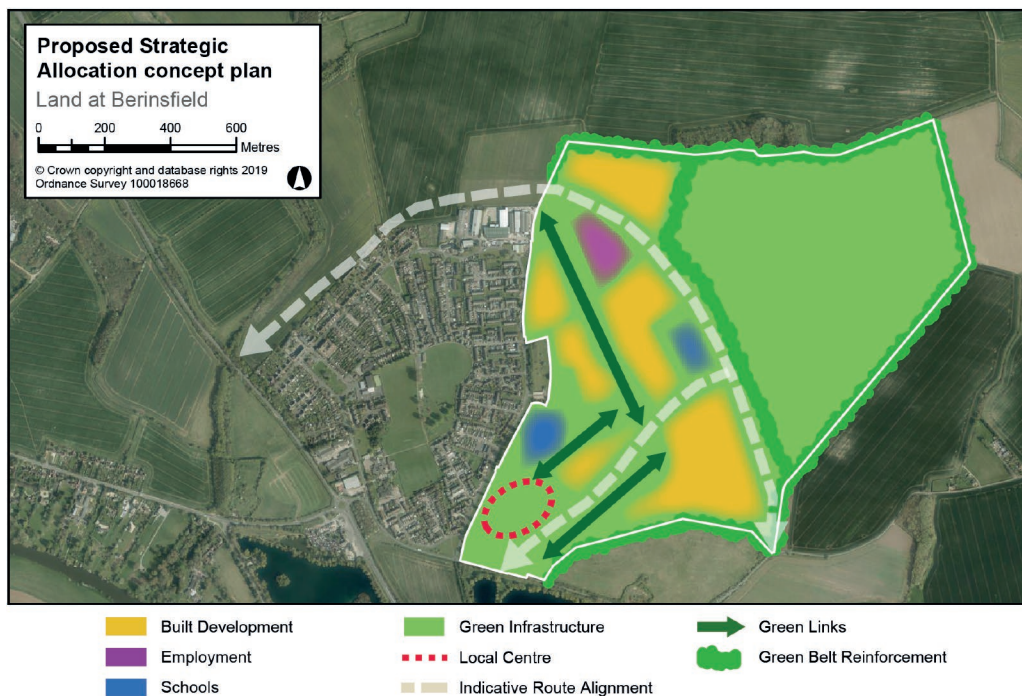 Proposed Strategic
Allocation concept plan
Land at Berinsfield
0 200 400 600
Metres
© Crown copyright and database rights 2019
Ordnance Survey 100018668
Built Development
Employment
Schools
Green Infrastructure
Local Centre
Indicative Route Alignment
Green Links
Green Belt Reinforcement